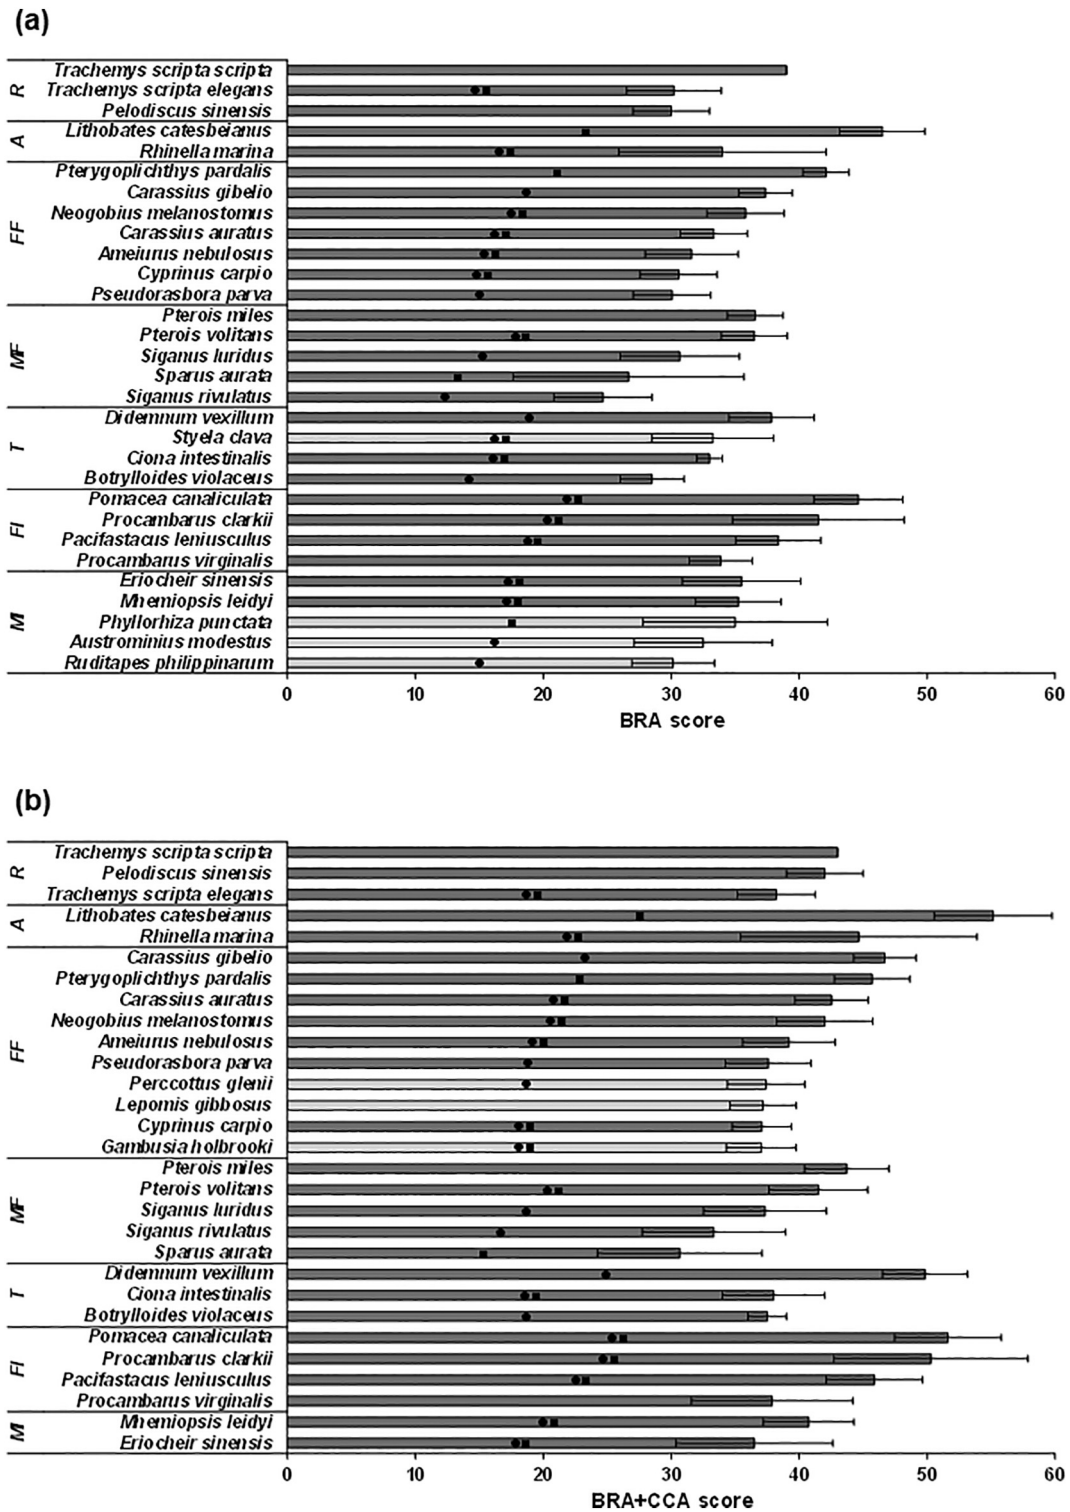 (a)
R
Trachemys scripta scripta
Trachemys scripta elegans
Pelodiscus sinensis
A
Lithobates catesbeianus
Rhinella marina
FF
Pterygoplichthys pardalis
Carassius gibelio
Neogobius melanostomus
Carassius auratus
Ameiurus nebulosus
Cyprinus carpio
Pseudorasbora parva
MF
Pterois miles
Pterois volitans
Siganus luridus
Sparus aurata
Siganus rivulatus
T
Didemnum vexillum
Styela clava
Ciona intestinalis
Botrylloides violaceus
FI
Pomacea canaliculata
Procambarus clarkii
Pacifastacus leniusculus
Procambarus virginalis
MI
Eriocheir sinensis
Mnemiopsis leidyi
Phyllorhiza punctata
Austrominius modestus
Ruditapes philippinarum
0 10 20 30 40 50 60
BRA score
(b)
R
Trachemys scripta scripta
Pelodiscus sinensis
Trachemys scripta elegans
A
Lithobates catesbeianus
Rhinella marina
FF
Carassius gibelio
Pterygoplichthys pardalis
Carassius auratus
Neogobius melanostomus
Ameiurus nebulosus
Pseudorasbora parva
Perccottus glenii
Lepomis gibbosus
Cyprinus carpio
Gambusia holbrooki
MF
Pterois miles
Pterois volitans
Siganus luridus
Siganus rivulatus
Sparus aurata
T
Didemnum vexillum
Ciona intestinalis
Botrylloides violaceus
FI
Pomacea canaliculata
Procambarus clarkii
Pacifastacus leniusculus
Procambarus virginalis
MI
Mnemiopsis leidyi
Eriocheir sinensis
0 10 20 30 40 50 60
BRA+CCA score